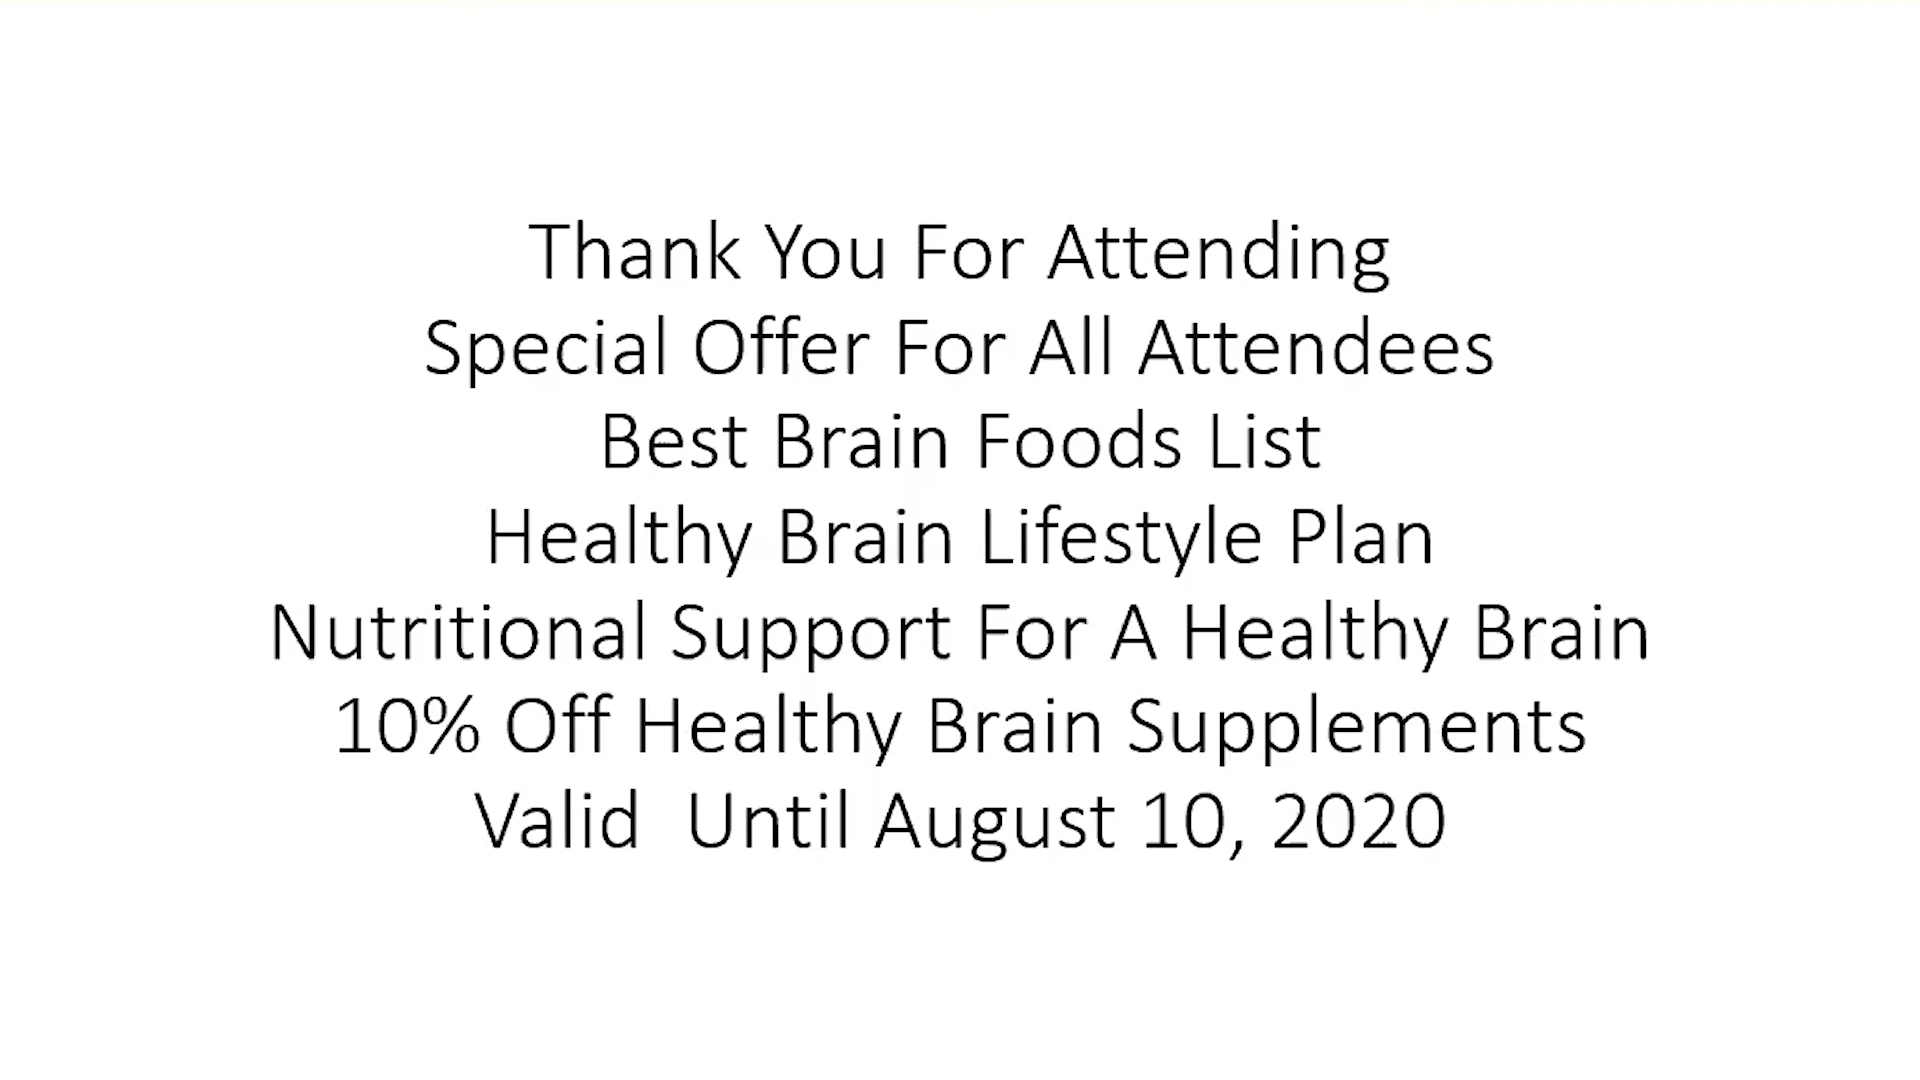 Thank You For Attending
Special Offer For All Attendees
Best Brain Foods List
Healthy Brain Lifestyle Plan
Nutritional Support For A Healthy Brain
10% Off Healthy Brain Supplements
Valid  Until August 10, 2020